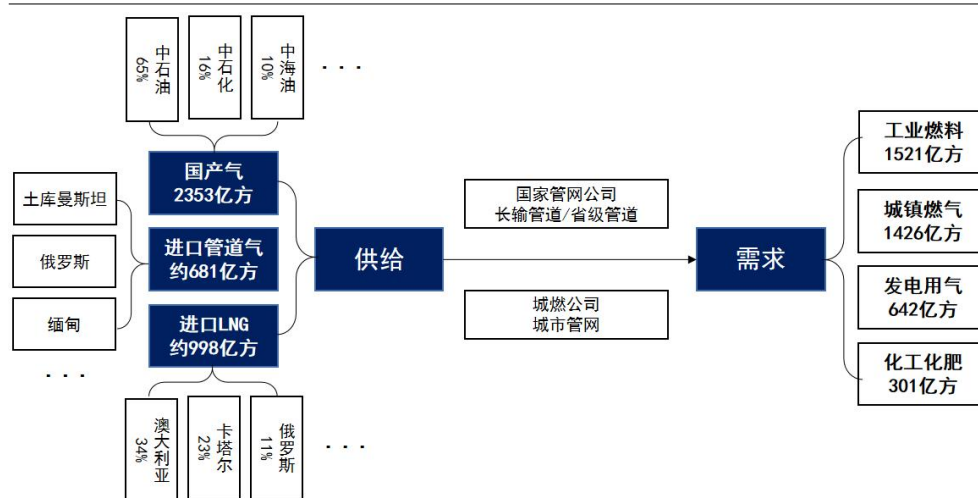 中石油
65%
中石化
16%
中海油
10%
...
国产气
2353亿方
土库曼斯坦
俄罗斯
缅甸
...
进口管道气
约681亿方
进口LNG
约998亿方
澳大利亚
34%
卡塔尔
23%
俄罗斯
11%
...
供给
国家管网公司
长输管道/省级管道
城燃公司
城市管网
需求
工业燃料
1521亿方
城镇燃气
1426亿方
发电用气
642亿方
化工化肥
301亿方